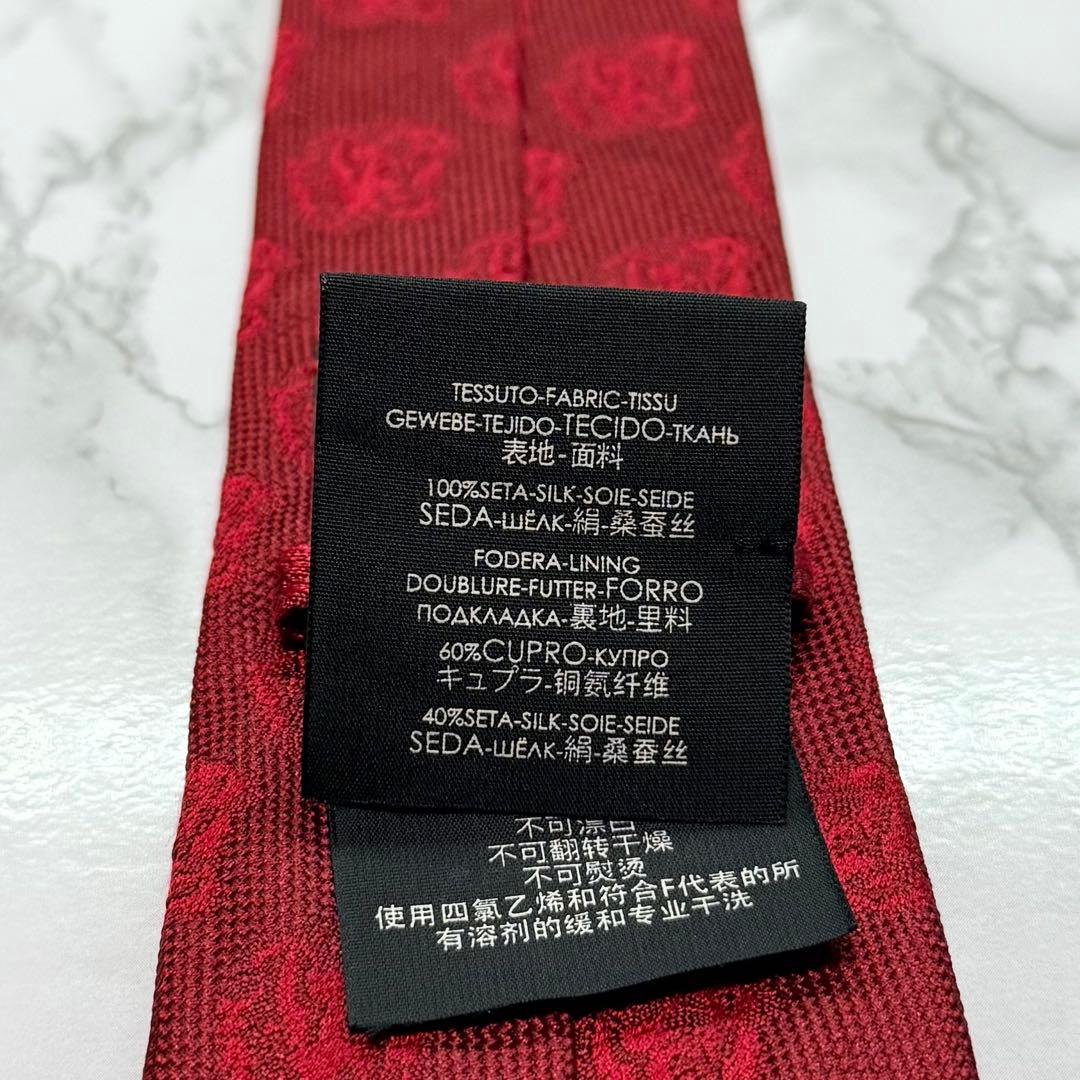 TESSUTO-FABRIC-TISSU
GEWEBE-TEJIDO-TECIDO-ТКАНЬ
表地-面料
100%SETA-SILK-SOIE-SEIDE
SEDA-ШЁЛК-絹-桑蚕丝
FODERA-LINING
DOUBLURE-FUTTER-FORRO
ПОДКЛАДКА-裏地-里料
60%CUPRO-КУПРО
キュプラ-铜氨纤维
40%SETA-SILK-SOIE-SEIDE
SEDA-ШЁЛК-絹-桑蚕丝
不可漂白
不可翻转干燥
不可熨烫
使用四氯乙烯和符合F代表的所
有溶剂的缓和专业干洗